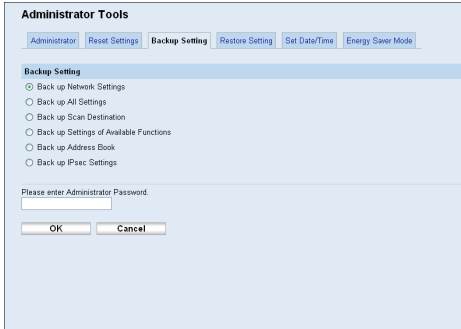 Administrator Tools
Administrator Reset Settings Backup Setting Restore Setting Set Date/Time Energy Saver Mode
Backup Setting
Back up Network Settings
Back up All Settings
Back up Scan Destination
Back up Settings of Available Functions
Back up Address Book
Back up IPsec Settings
Please enter Administrator Password.
OK Cancel